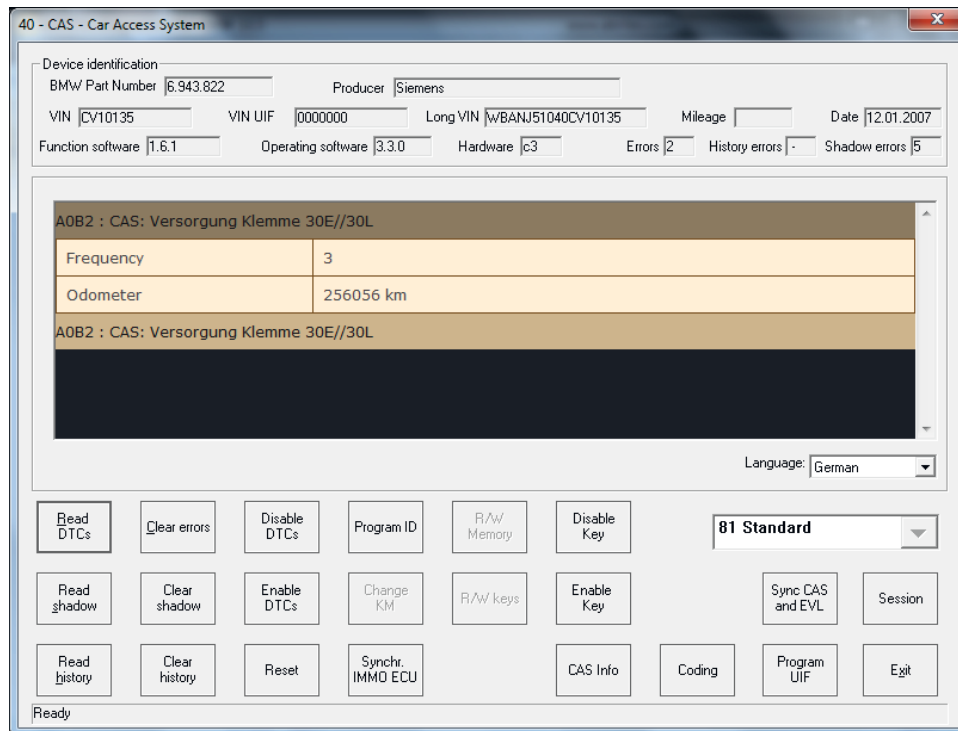 40 - CAS - Car Access System
x
Device identification
BMW Part Number 6.943.822 Producer Siemens
VIN CV10135 VIN UIF 0000000 Long VIN WBANJ51040CV10135 Mileage Date 12.01.2007
Function software 1.6.1 Operating software 3.3.0 Hardware c3 Errors 2 History errors - Shadow errors 5
A0B2 : CAS: Versorgung Klemme 30E//30L
Frequency 3
Odometer 256056 km
A0B2 : CAS: Versorgung Klemme 30E//30L
Language: German
Read DTCs
Clear errors
Disable DTCs
Program ID
R/W Memory
Disable Key
81 Standard
Read shadow
Clear shadow
Enable DTCs
Change KM
R/W keys
Enable Key
Sync CAS and EVL
Session
Read history
Clear history
Reset
Synchr. IMMO ECU
CAS Info
Coding
Program UIF
Exit
Ready